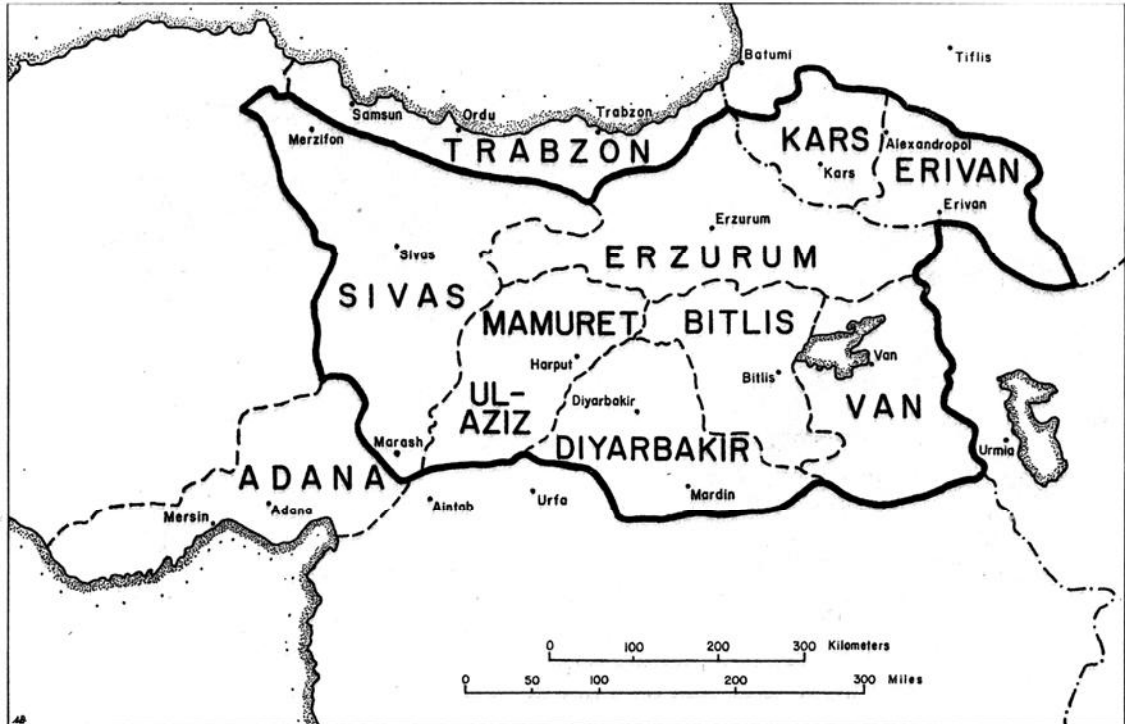 Batumi
Tiflis
Samsun
Ordu
Trabzon
Merzifon
TRABZON
KARS
Alexandropol
Kars
ERIVAN
Erivan
Erzurum
Sivas
ERZURUM
SIVAS
MAMURET
BITLIS
Harput
Van
Bitlis
UL-
AZIZ
Diyarbakir
VAN
Marash
DIYARBAKIR
Urmia
ADANA
Mardin
Aintab
Urfa
Mersin
Adana
0 100 200 300 Kilometers
0 50 100 200 300 Miles